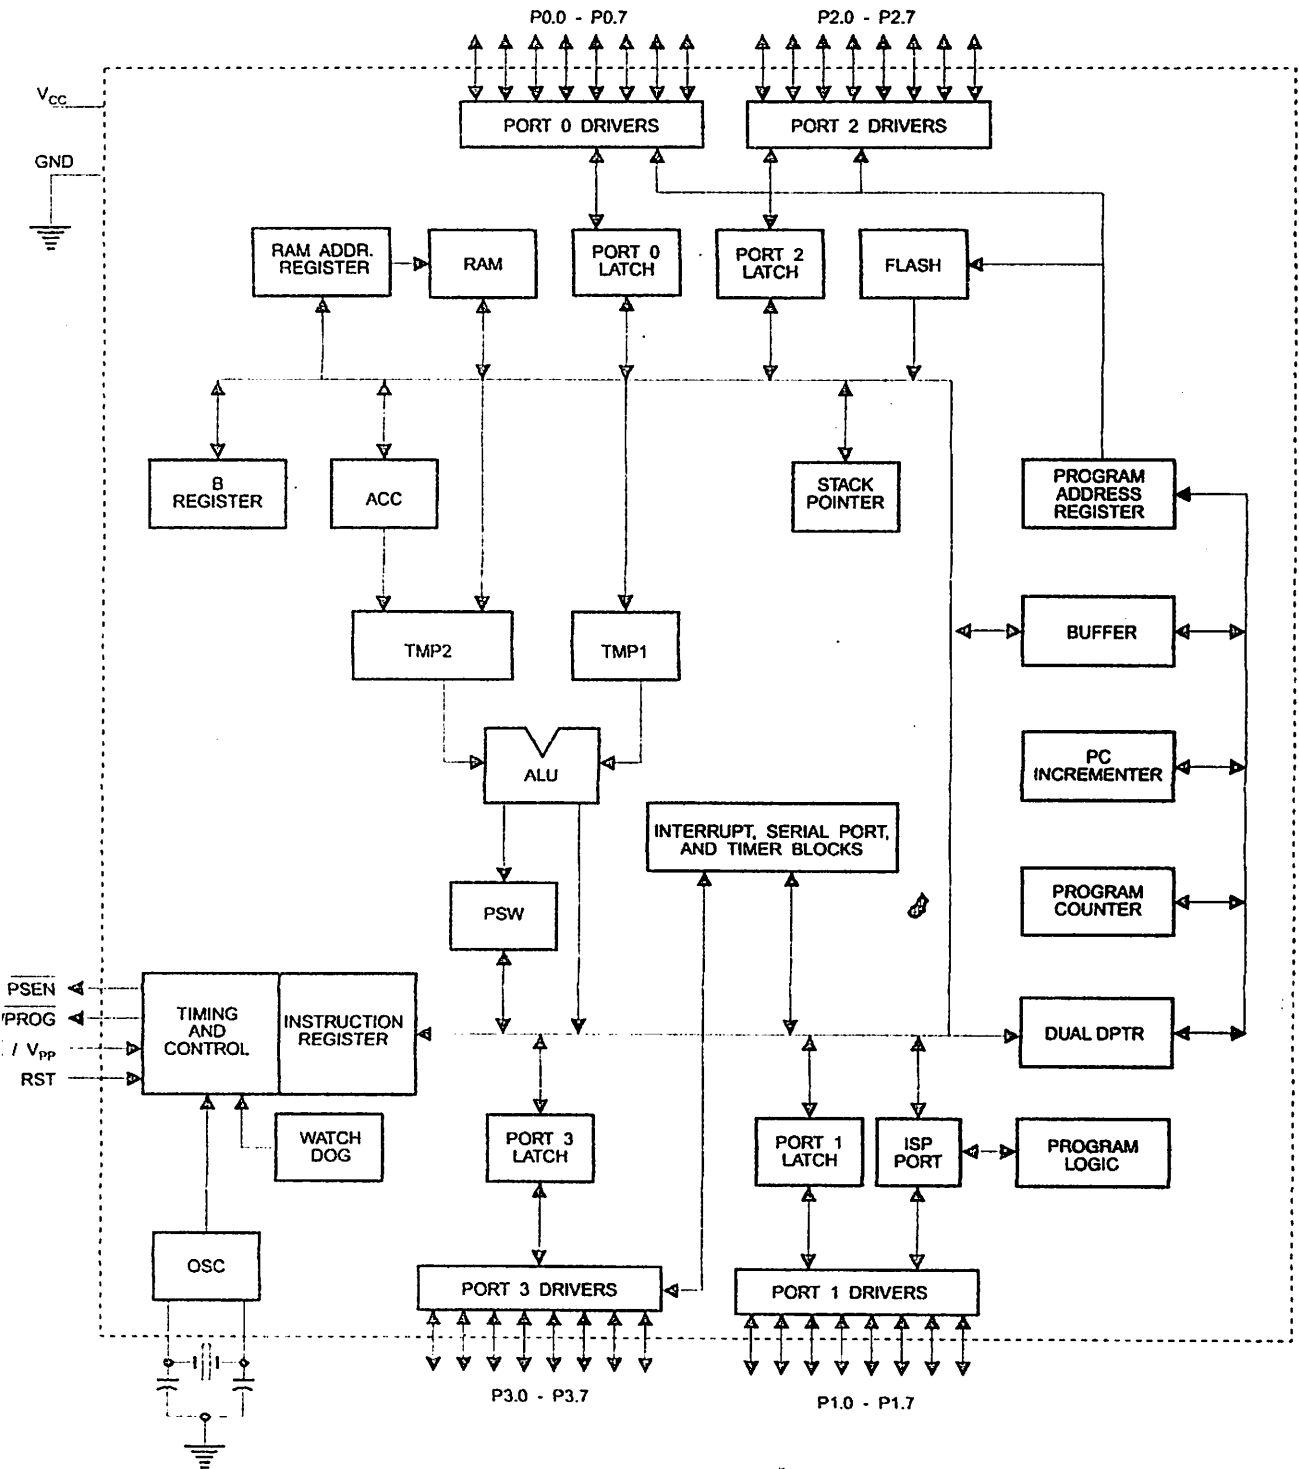 P0.0 - P0.7
P2.0 - P2.7
VCC
GND
PORT 0 DRIVERS
PORT 2 DRIVERS
RAM ADDR.
REGISTER
RAM
PORT 0
LATCH
PORT 2
LATCH
FLASH
B
REGISTER
ACC
STACK
POINTER
PROGRAM
ADDRESS
REGISTER
TMP2
TMP1
BUFFER
ALU
PC
INCREMENTER
INTERRUPT, SERIAL PORT,
AND TIMER BLOCKS
PSW
PROGRAM
COUNTER
PSEN
/PROG
/ VPP
RST
TIMING
AND
CONTROL
INSTRUCTION
REGISTER
DUAL DPTR
WATCH
DOG
PORT 3
LATCH
PORT 1
LATCH
ISP
PORT
PROGRAM
LOGIC
OSC
PORT 3 DRIVERS
PORT 1 DRIVERS
P3.0 - P3.7
P1.0 - P1.7